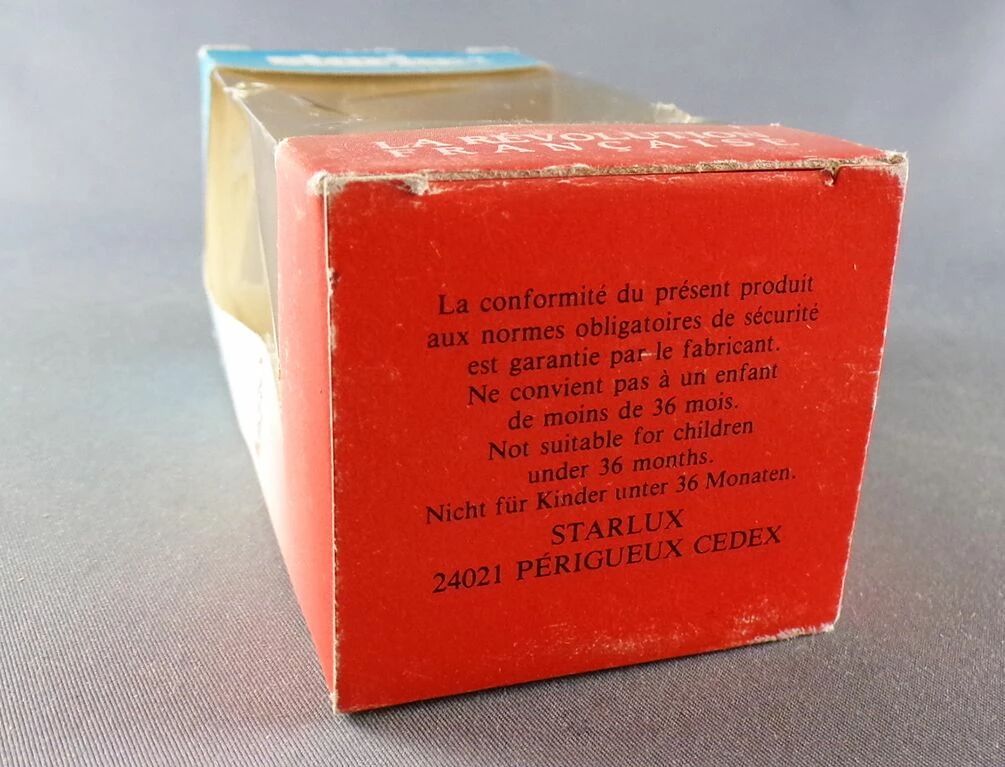 LA RÉVOLUTION
FRANÇAISE
La conformité du présent produit
aux normes obligatoires de sécurité
est garantie par le fabricant.
Ne convient pas à un enfant
de moins de 36 mois.
Not suitable for children
under 36 months.
Nicht für Kinder unter 36 Monaten.
STARLUX
24021 PÉRIGUEUX CEDEX